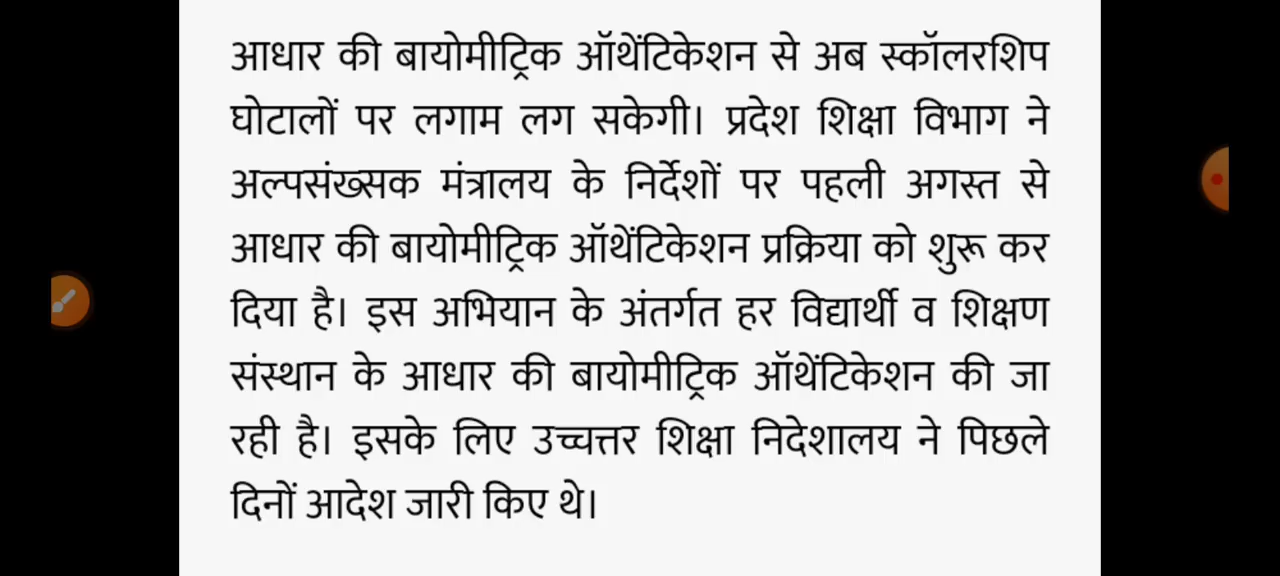 आधार की बायोमीट्रिक ऑथेंटिकेशन से अब स्कॉलरशिप
घोटालों पर लगाम लग सकेगी। प्रदेश शिक्षा विभाग ने
अल्पसंख्सक मंत्रालय के निर्देशों पर पहली अगस्त से
आधार की बायोमीट्रिक ऑथेंटिकेशन प्रक्रिया को शुरू कर
दिया है। इस अभियान के अंतर्गत हर विद्यार्थी व शिक्षण
संस्थान के आधार की बायोमीट्रिक ऑथेंटिकेशन की जा
रही है। इसके लिए उच्चत्तर शिक्षा निदेशालय ने पिछले
दिनों आदेश जारी किए थे।